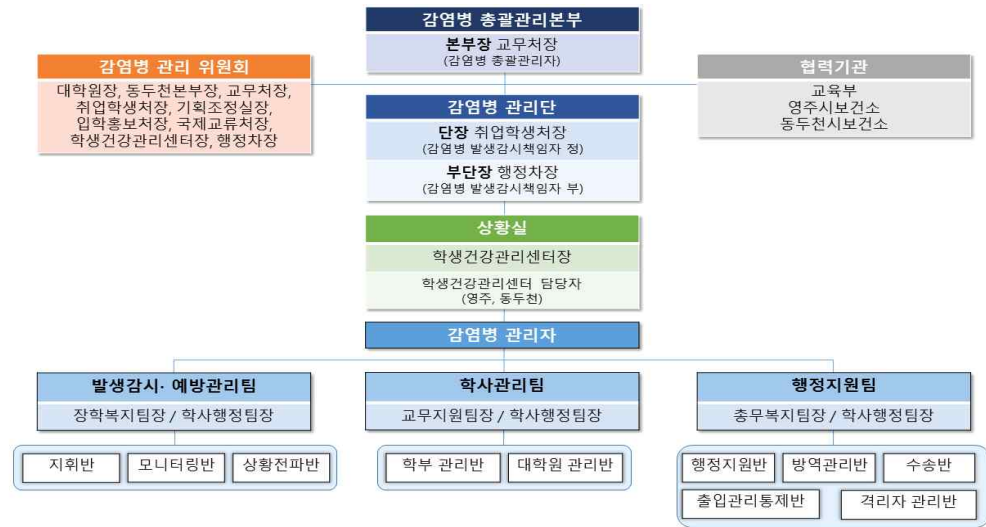 감염병 총괄관리본부
본부장 교무처장
(감염병 총괄관리자)
감염병 관리 위원회
대학원장, 동두천본부장, 교무처장,
취업학생처장, 기획조정실장,
입학홍보처장, 국제교류처장,
학생건강관리센터장, 행정차장
협력기관
교육부
영주시보건소
동두천시보건소
감염병 관리단
단장 취업학생처장
(감염병 발생감시책임자 정)
부단장 행정차장
(감염병 발생감시책임자 부)
상황실
학생건강관리센터장
학생건강관리센터 담당자
(영주, 동두천)
감염병 관리자
발생감시· 예방관리팀
장학복지팀장 / 학사행정팀장
지휘반 모니터링반 상황전파반
학사관리팀
교무지원팀장 / 학사행정팀장
학부 관리반 대학원 관리반
행정지원팀
총무복지팀장 / 학사행정팀장
행정지원반 방역관리반 수송반
출입관리통제반 격리자 관리반